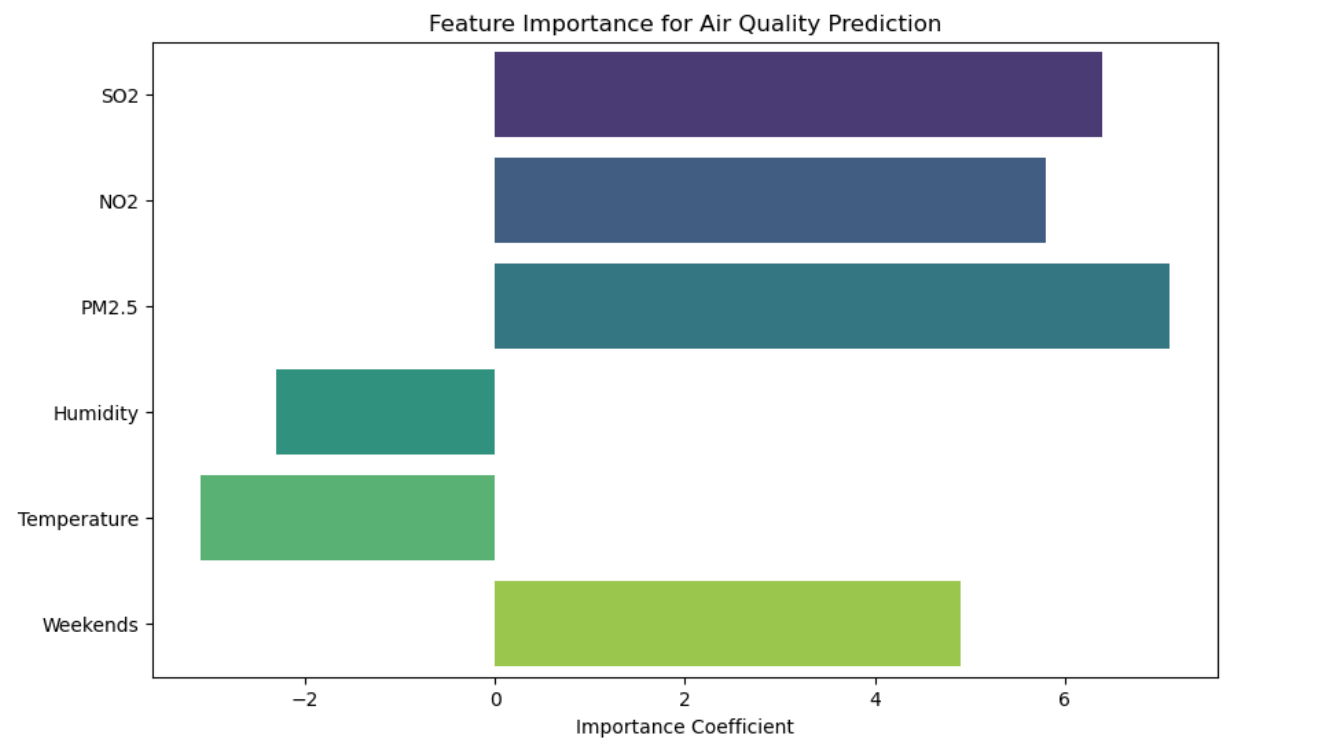 Feature Importance for Air Quality Prediction
SO2
NO2
PM2.5
Humidity
Temperature
Weekends
−2 0 2 4 6
Importance Coefficient